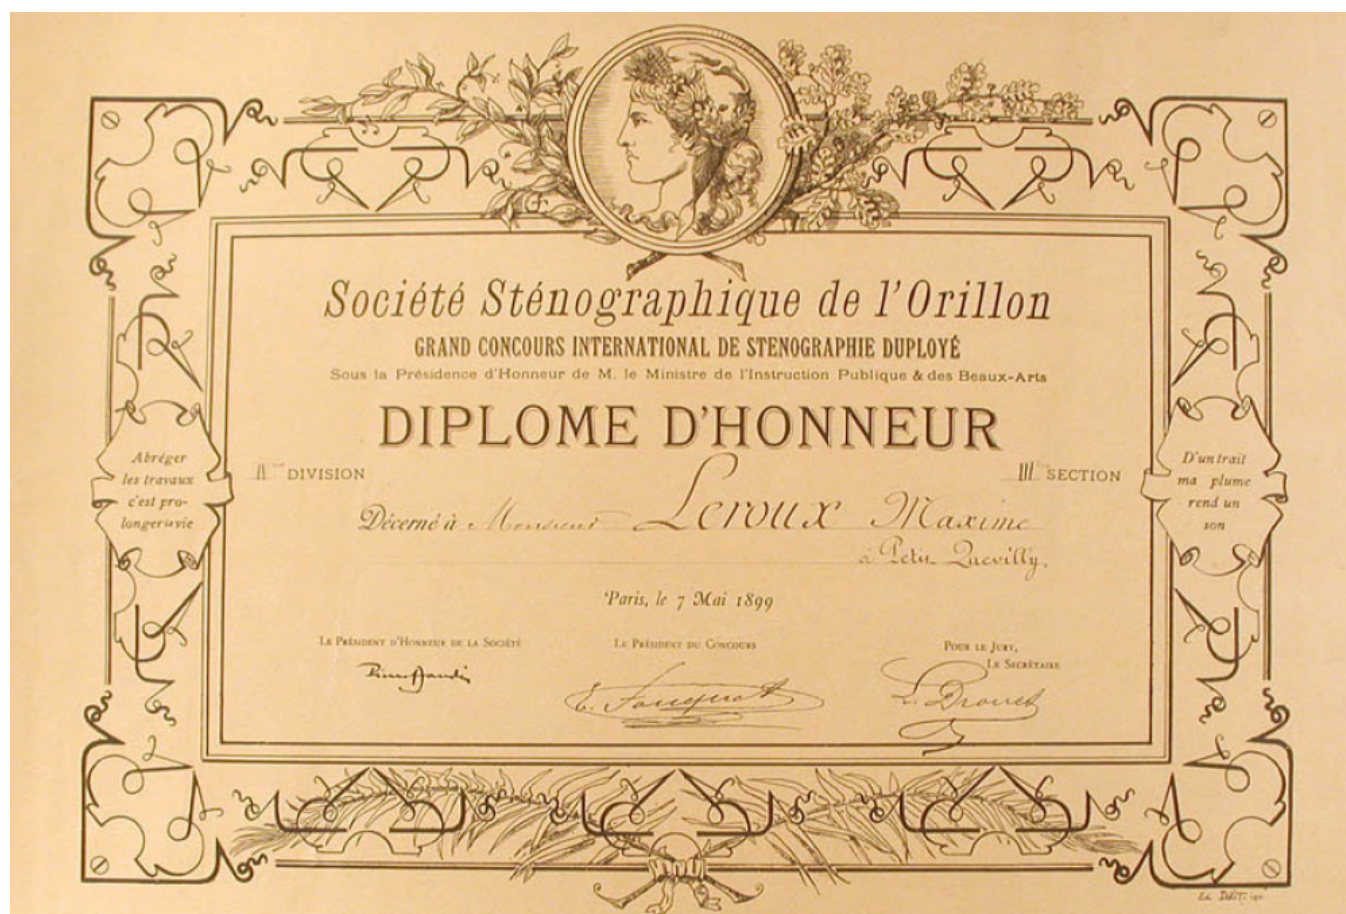 Société Sténographique de l'Orillon
GRAND CONCOURS INTERNATIONAL DE STENOGRAPHIE DUPLOYÉ
Sous la Présidence d'Honneur de M. le Ministre de l'Instruction Publique & des Beaux-Arts
DIPLOME D'HONNEUR
DIVISION
IIIme SECTION
Décerné à Monsieur Leroux Maxime
à Petit Quevilly.
Paris, le 7 Mai 1899
LE PRÉSIDENT D'HONNEUR DE LA SOCIÉTÉ
LE PRÉSIDENT DU CONCOURS
POUR LE JURY,
LE SECRÉTAIRE
L. Drouet
Abréger
les travaux
c'est pro-
longer la vie
D'un trait
ma plume
rend un
son